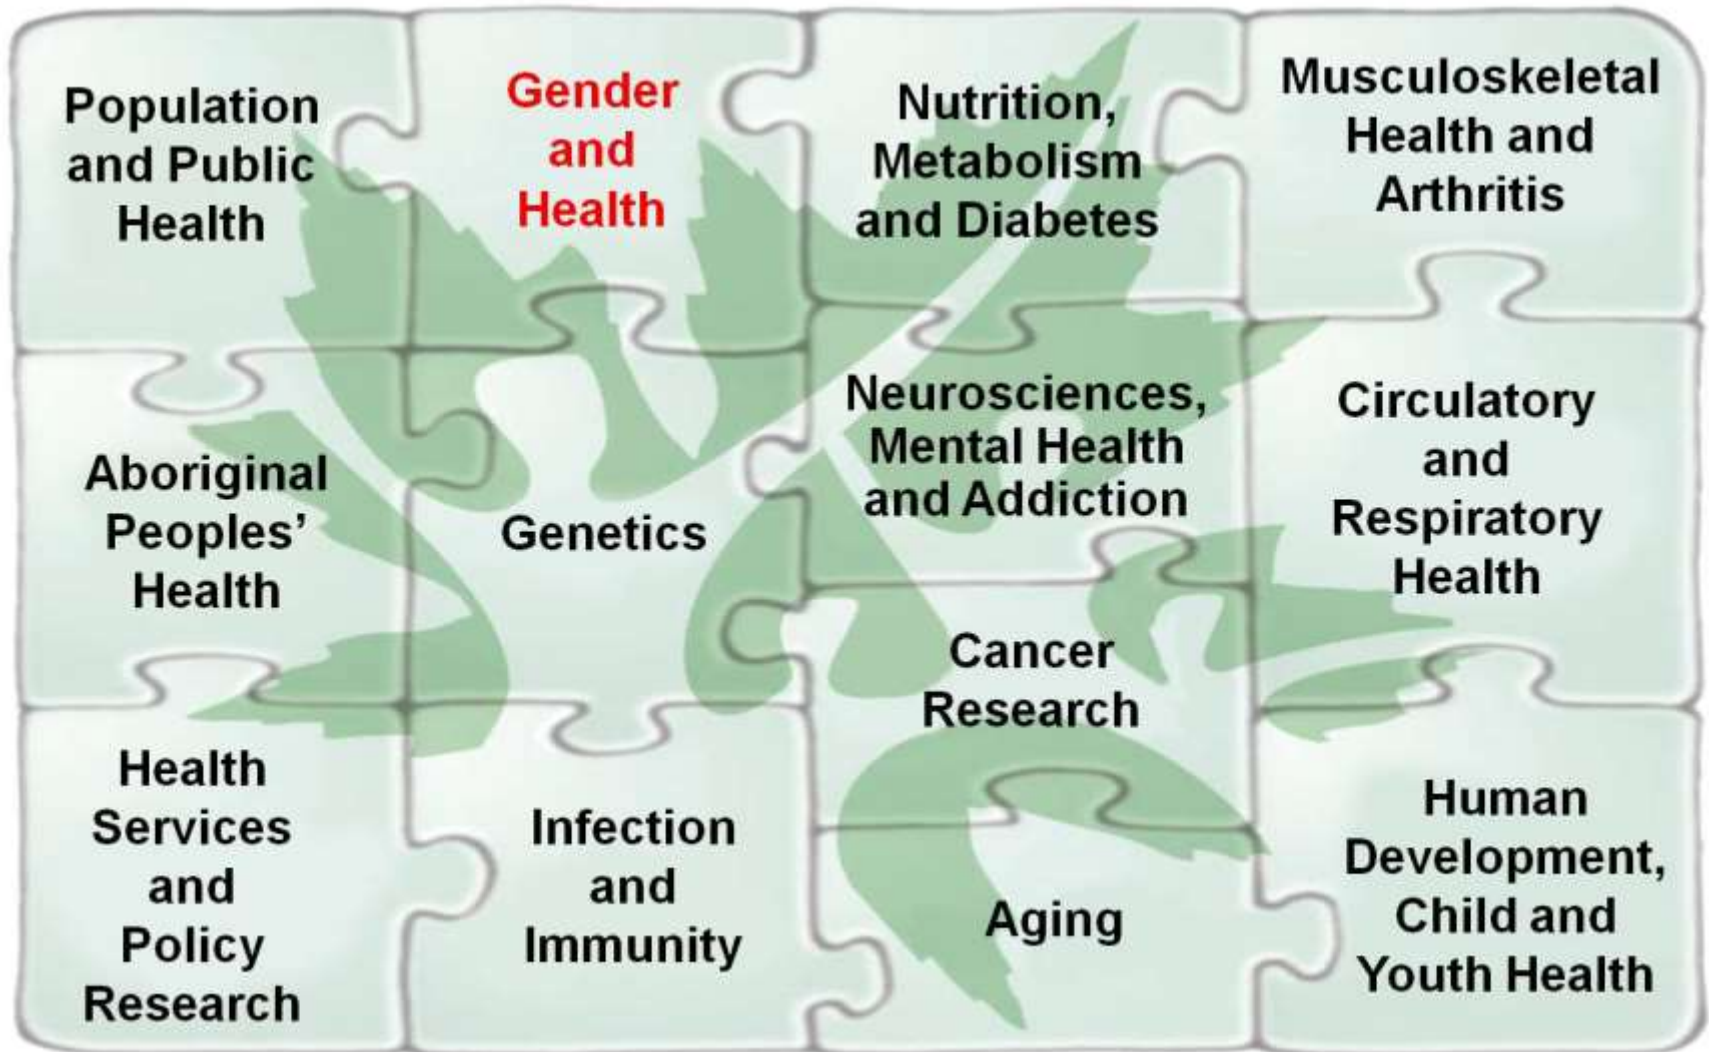 Population
and Public
Health
Gender
and
Health
Nutrition,
Metabolism
and Diabetes
Musculoskeletal
Health and
Arthritis
Aboriginal
Peoples’
Health
Genetics
Neurosciences,
Mental Health
and Addiction
Circulatory
and
Respiratory
Health
Cancer
Research
Health
Services
and
Policy
Research
Infection
and
Immunity
Aging
Human
Development,
Child and
Youth Health